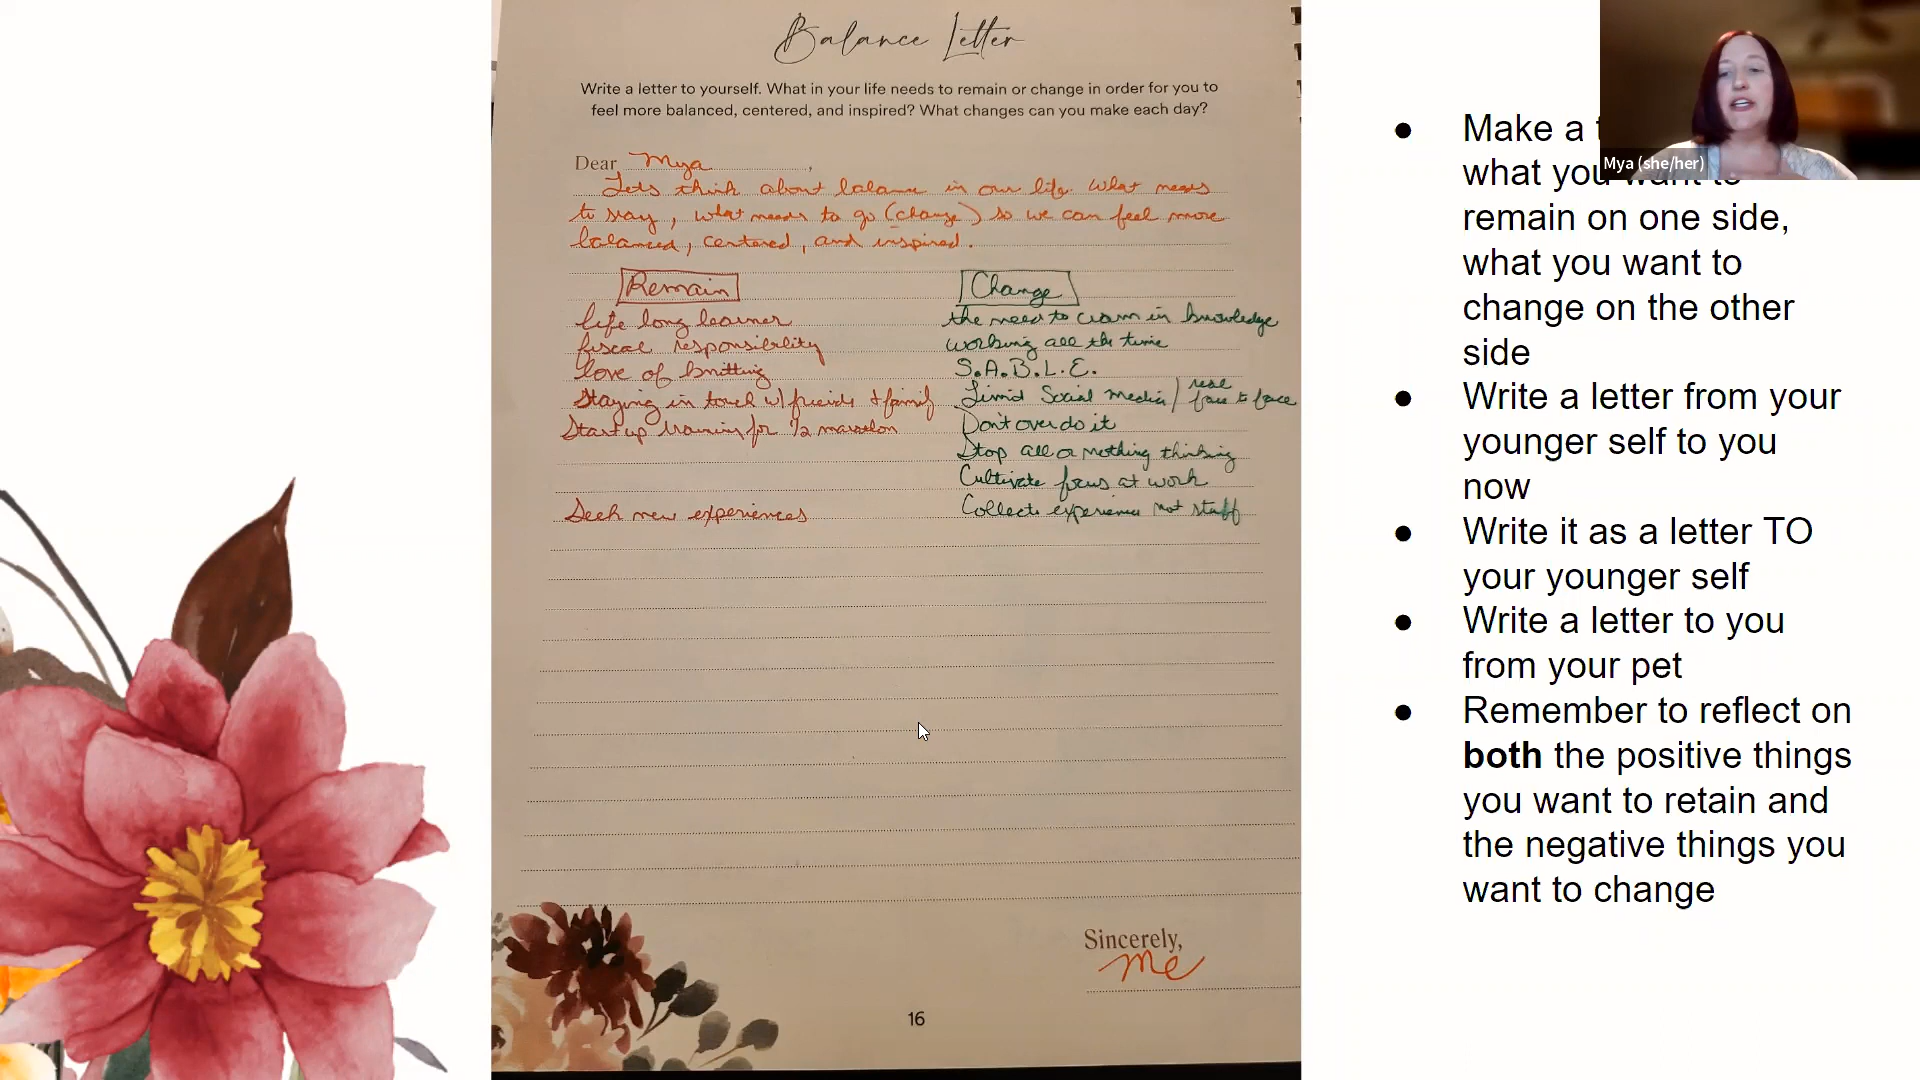 Balance Letter
Write a letter to yourself. What in your life needs to remain or change in order for you to
feel more balanced, centered, and inspired? What changes can you make each day?
Dear Mya,
Lets think about balance in our life. What needs
to stay, what needs to go (change) so we can feel more
balanced, centered, and inspired.
Remain
life long learner
fiscal responsibility
love of knitting
Staying in touch w/ friends + family
Start up training for 1/2 marathon
Seek new experiences
Change
the need to cram in knowledge
working all the time
S.A.B.L.E.
Limit Social Media/ real
face to face
Don't over do it
Stop all or nothing thinking
Cultivate focus at work
Collect experiences not stuff
Sincerely,
me
16
● Make a
what you want to
remain on one side,
what you want to
change on the other
side
● Write a letter from your
younger self to you
now
● Write it as a letter TO
your younger self
● Write a letter to you
from your pet
● Remember to reflect on
both the positive things
you want to retain and
the negative things you
want to change
Mya (she/her)